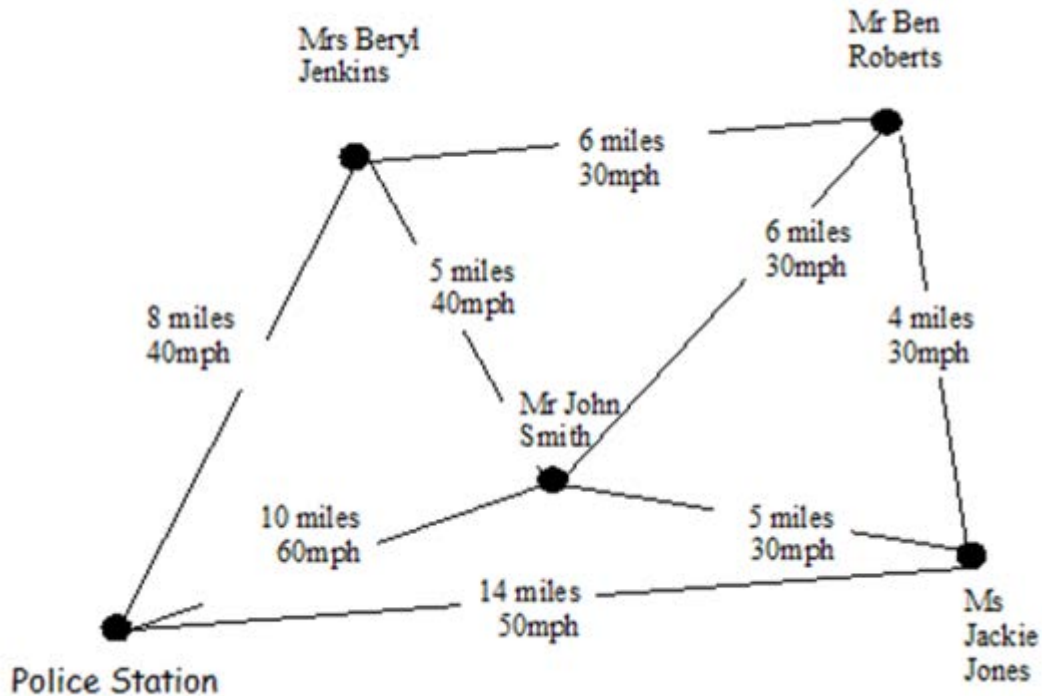 Mrs Beryl
Jenkins
Mr Ben
Roberts
6 miles
30mph
6 miles
30mph
5 miles
40mph
8 miles
40mph
4 miles
30mph
Mr John
Smith
10 miles
60mph
5 miles
30mph
14 miles
50mph
Ms
Jackie
Jones
Police Station